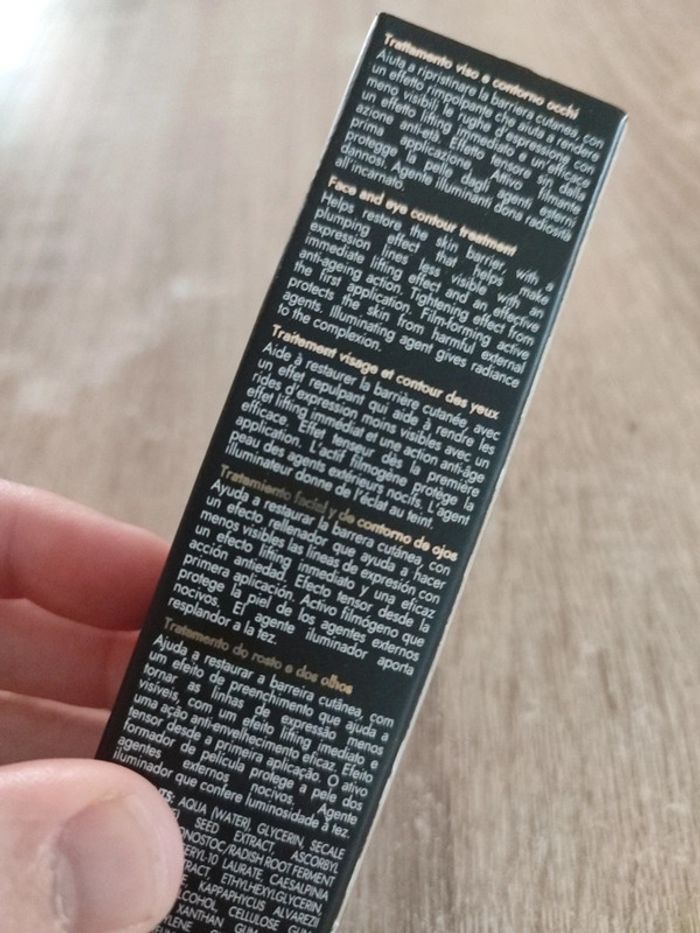 Trattamento viso e contorno occhi
Aiuta a ripristinare la barriera cutanea, con
un effetto rimpolpante che aiuta a rendere
meno visibili le rughe d'espressione con
un effetto lifting immediato e un'efficace
azione anti-età. Effetto tensore sin dalla
prima applicazione. Attivo filmante
protegge la pelle dagli agenti esterni
dannosi. Agente illuminanti dona radiosità
all'incarnato.
Face and eye contour treatment
Helps restore the skin barrier, with a
plumping effect that helps make
expression lines less visible with an
immediate lifting effect and an effective
anti-ageing action. Tightening effect from
the first application. Film-forming active
protects the skin from harmful external
agents. Illuminating agent gives radiance
to the complexion.
Traitement visage et contour des yeux
Aide à restaurer la barrière cutanée, avec
un effet repulpant qui aide à rendre les
rides d'expression moins visibles avec un
effet lifting immédiat et une action anti-âge
efficace. Effet tenseur dès la première
application. L'actif filmogène protège la
peau des agents extérieurs nocifs. L'agent
illuminateur donne de l'éclat au teint.
Tratamiento facial y de contorno de ojos
Ayuda a restaurar la barrera cutánea, con
un efecto rellenador que ayuda a hacer
menos visibles las líneas de expresión con
un efecto lifting inmediato y una eficaz
acción antiedad. Efecto tensor desde la
primera aplicación. Activo filmógeno que
protege la piel de los agentes externos
nocivos. El agente iluminador aporta
resplandor a la tez.
Tratamento do rosto e dos olhos
Ajuda a restaurar a barreira cutânea, com
um efeito de preenchimento que ajuda a
tornar as linhas de expressão menos
visíveis, com um efeito lifting imediato e
uma ação anti-envelhecimento eficaz. Efeito
tensor desde a primeira aplicação. O ativo
formador de película protege a pele dos
agentes externos nocivos. Agente
iluminador que confere luminosidade à tez.
AQUA (WATER), GLYCERIN, SECALE
SEED EXTRACT, ASCORBYL
NOSTOC/RADISH ROOT FERMENT
LAURATE, CAESALPINIA
ETHYLHEXYLGLYCERIN
KAPPAPHYCUS ALVAREZII
CELLULOSE GUM
XANTHAN GUM